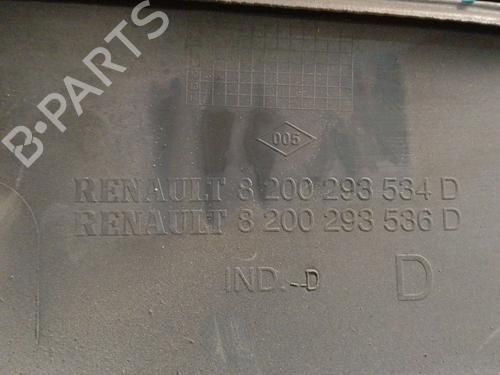 B-PARTS
005
RENAULT 8 200 293 534 D
RENAULT 8 200 293 536 D
IND.-D
D